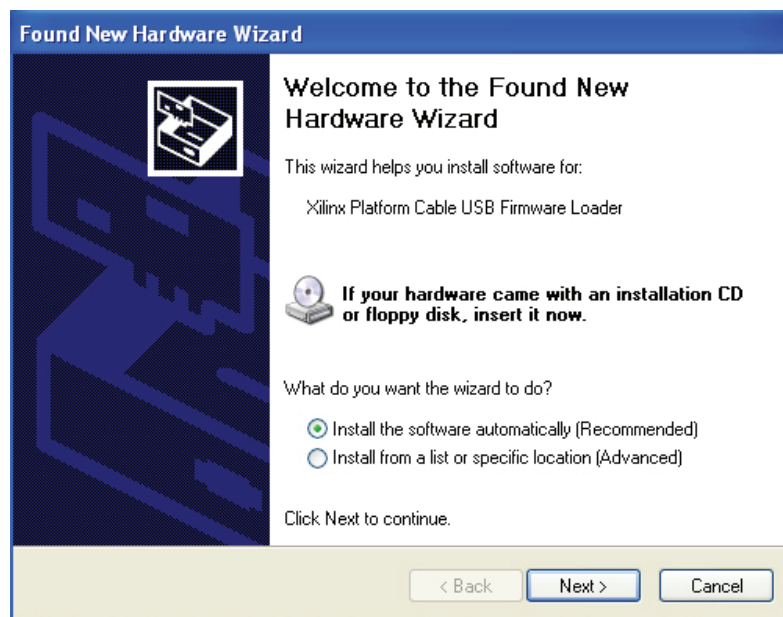 Found New Hardware Wizard
Welcome to the Found New
Hardware Wizard
This wizard helps you install software for:
Xilinx Platform Cable USB Firmware Loader
If your hardware came with an installation CD
or floppy disk, insert it now.
What do you want the wizard to do?
Install the software automatically (Recommended)
Install from a list or specific location (Advanced)
Click Next to continue.
< Back Next > Cancel